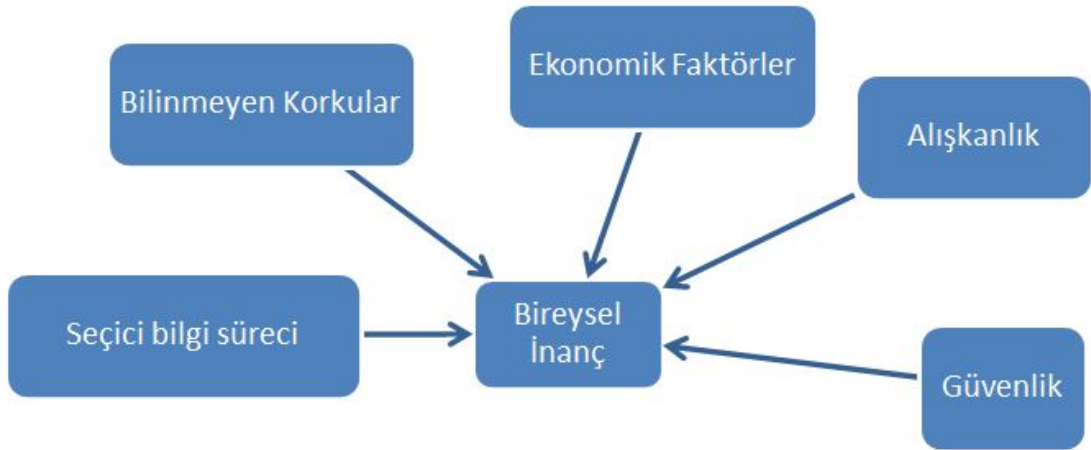 Ekonomik Faktörler
Bilinmeyen Korkular
Alışkanlık
Seçici bilgi süreci
Bireysel
İnanç
Güvenlik